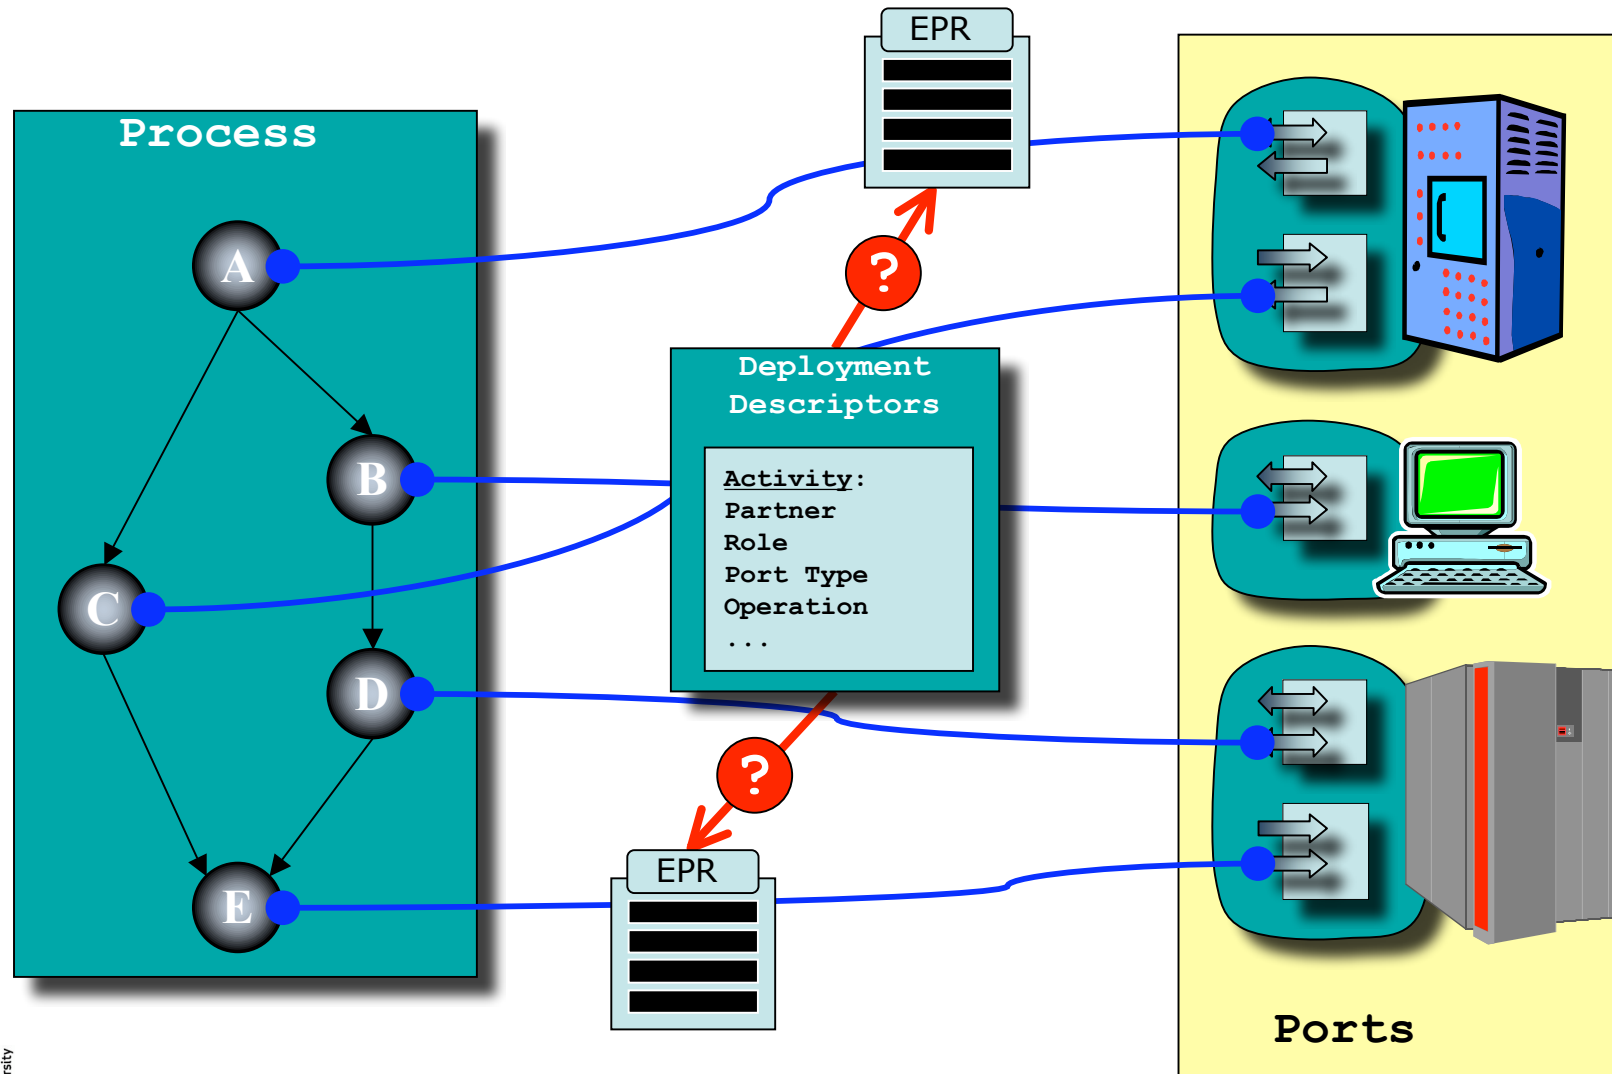 EPR
Process
A
?
Deployment
Descriptors
Activity:
Partner
Role
Port Type
Operation
...
B
C
D
?
EPR
E
Ports